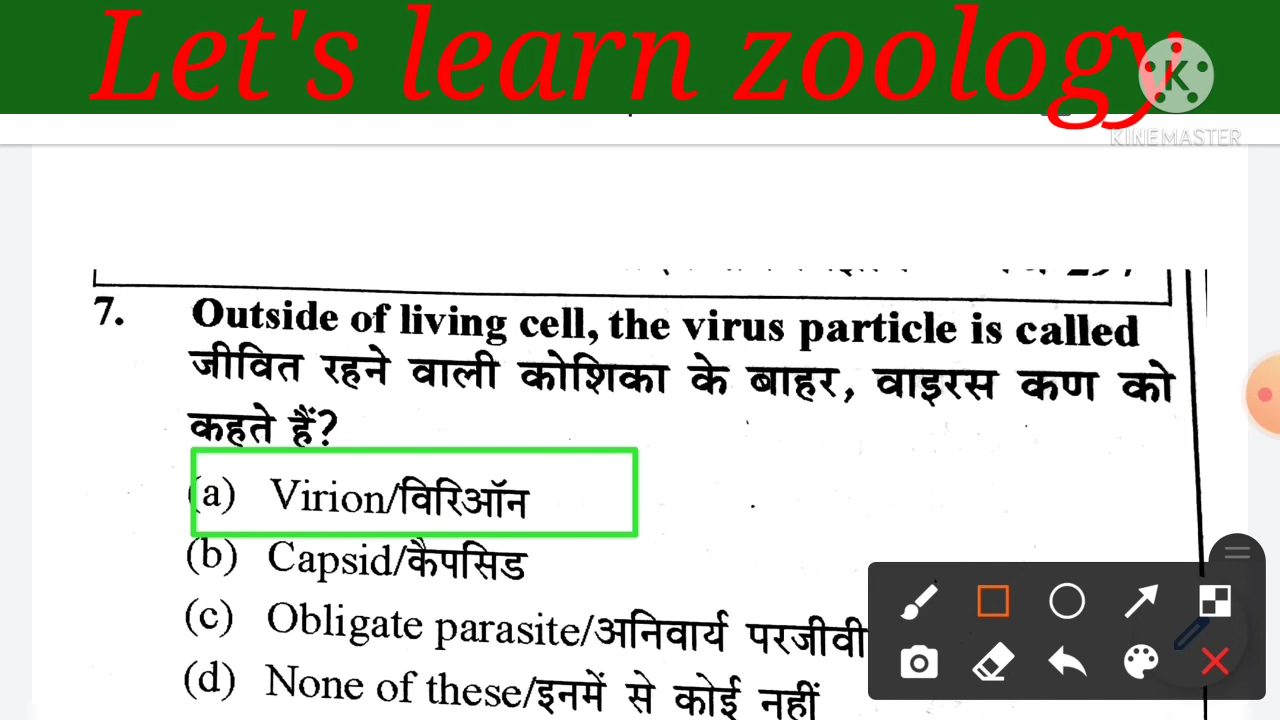 Let's learn zoology
K
KINEMASTER
7. Outside of living cell, the virus particle is called
जीवित रहने वाली कोशिका के बाहर, वाइरस कण को
कहते हैं?
(a) Virion/विरिऑन
(b) Capsid/कैपसिड
(c) Obligate parasite/अनिवार्य परजीवी
(d) None of these/इनमें से कोई नहीं